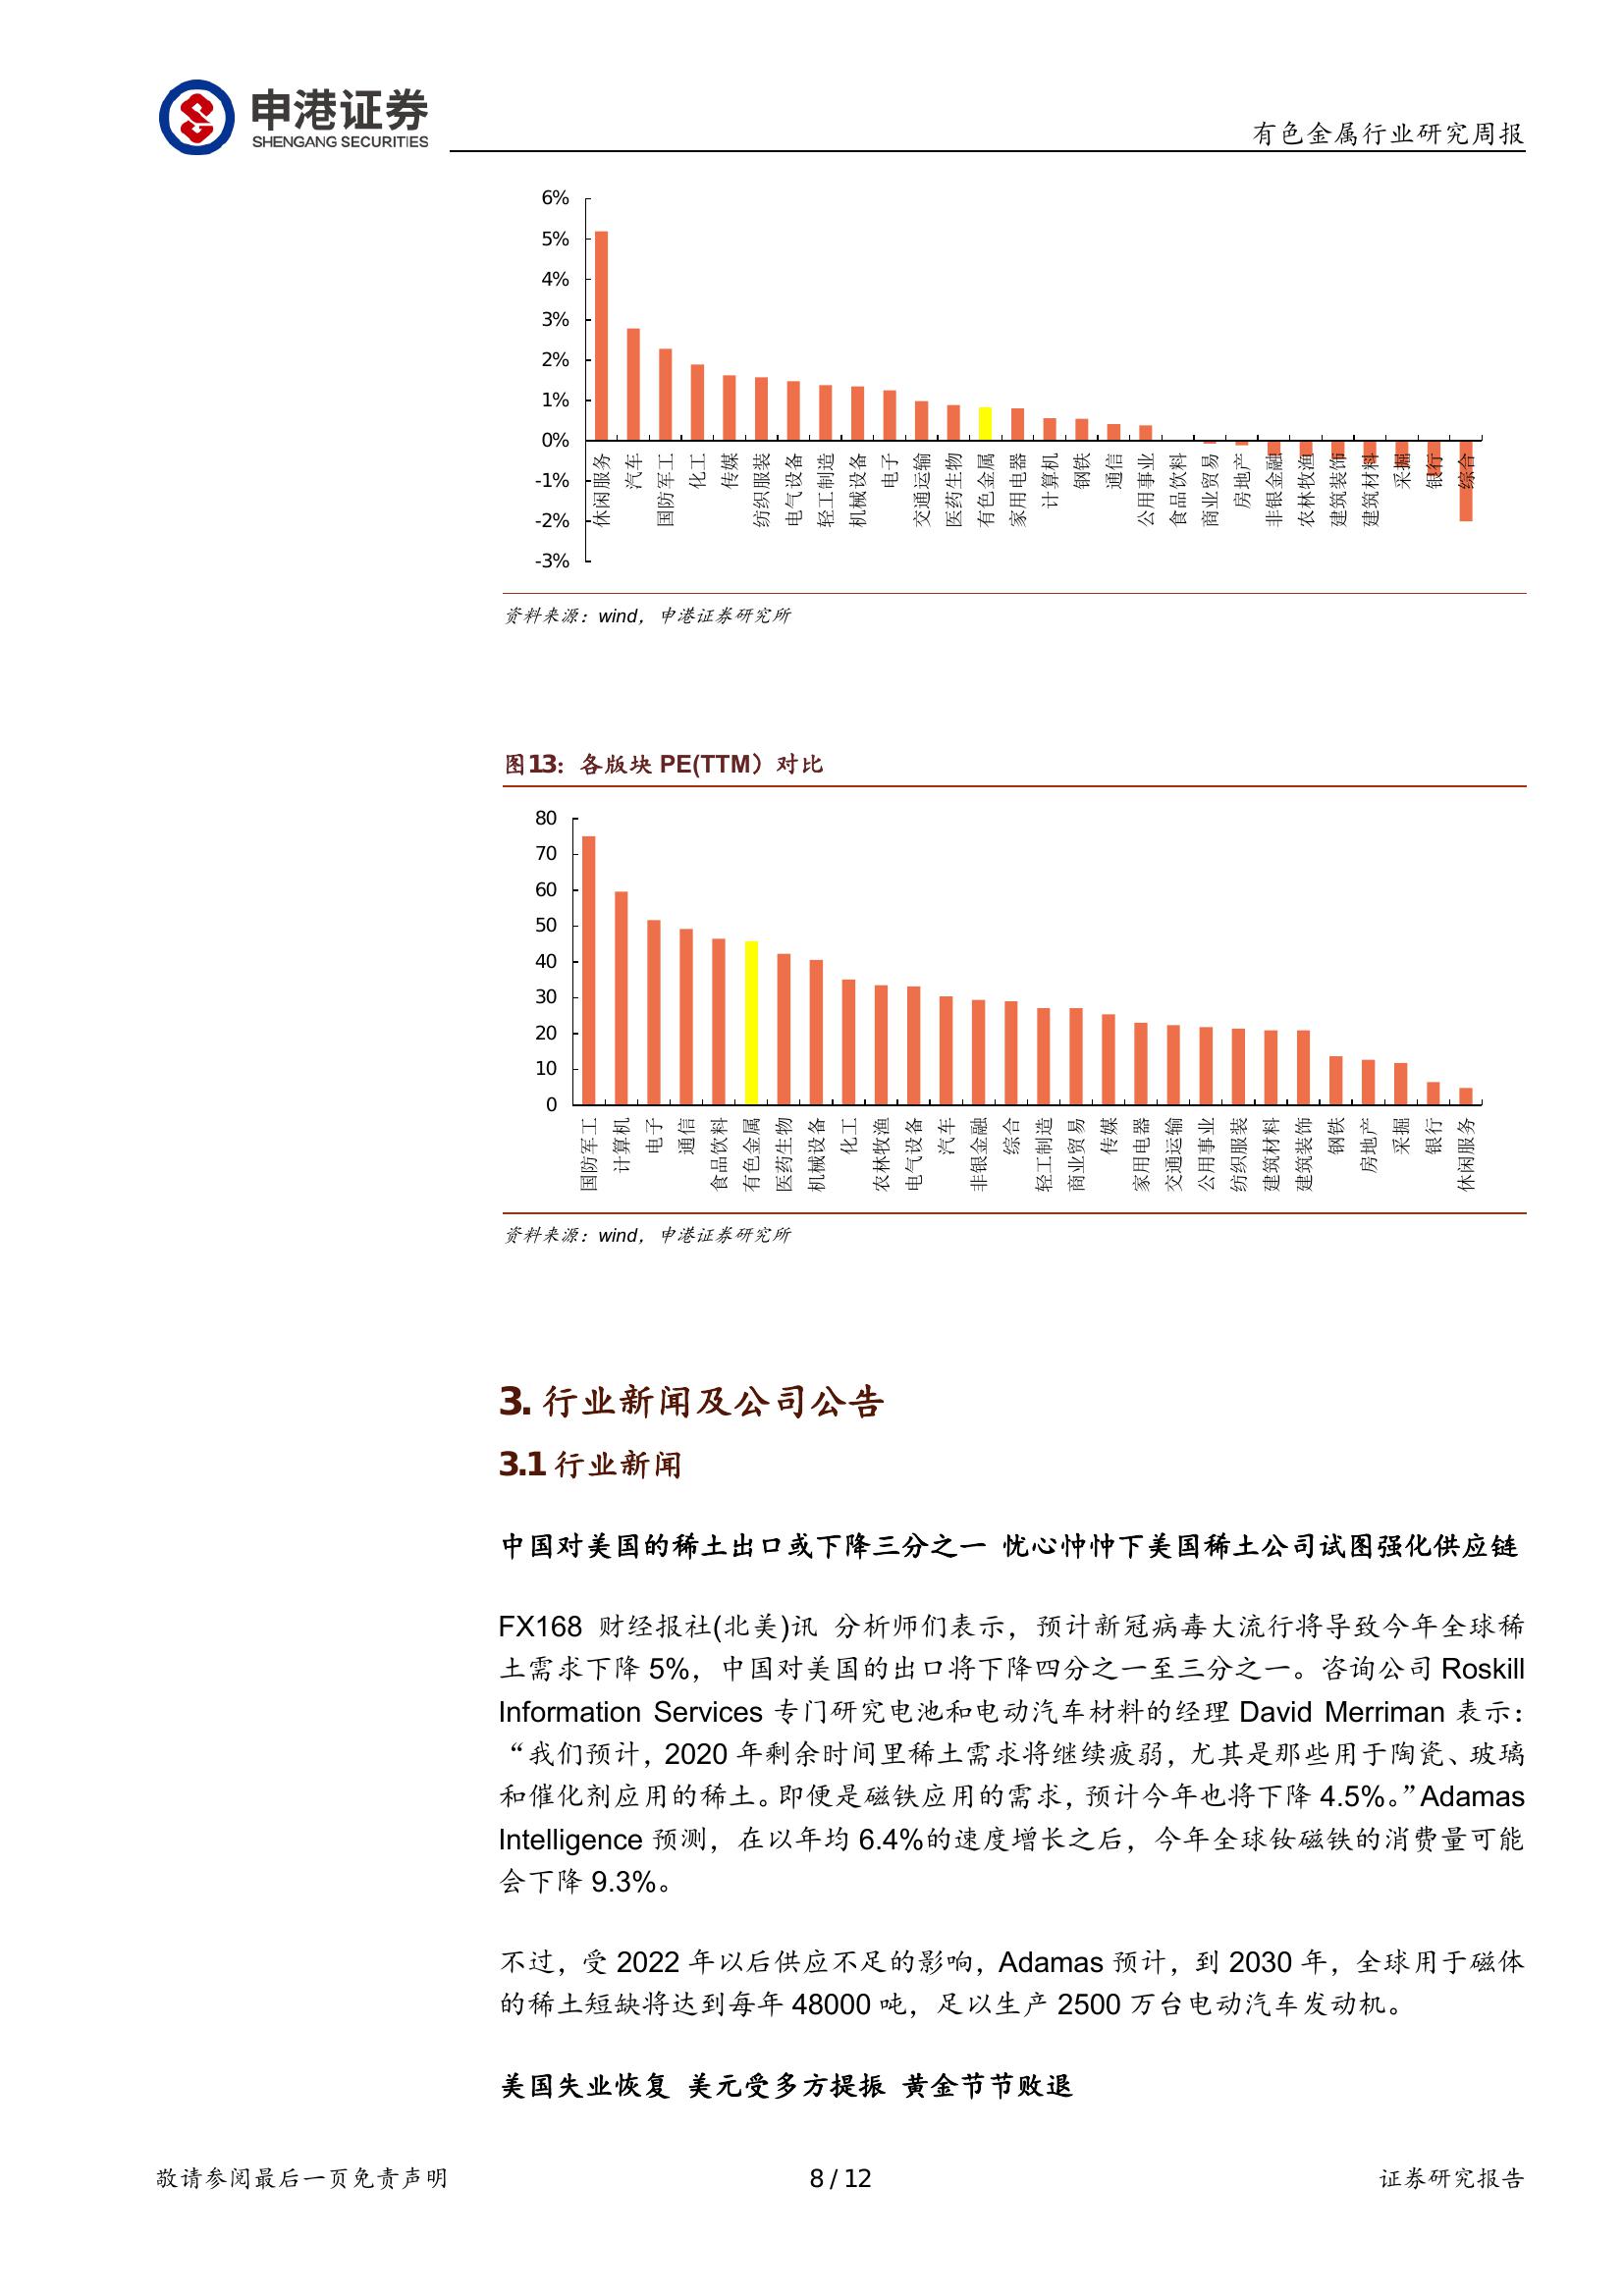 申港证券
SHENGANG SECURITIES
有色金属行业研究周报
6%
5%
4%
3%
2%
1%
0%
-1%
-2%
-3%
休闲服务
汽车
国防军工
化工
传媒
纺织服装
电气设备
轻工制造
机械设备
电子
交通运输
医药生物
有色金属
家用电器
计算机
钢铁
通信
公用事业
食品饮料
商业贸易
房地产
非银金融
农林牧渔
建筑装饰
建筑材料
采掘
银行
综合
资料来源：wind，申港证券研究所
图13：各版块 PE(TTM）对比
80
70
60
50
40
30
20
10
0
国防军工
计算机
电子
通信
食品饮料
有色金属
医药生物
机械设备
化工
农林牧渔
电气设备
汽车
非银金融
综合
轻工制造
商业贸易
传媒
家用电器
交通运输
公用事业
纺织服装
建筑材料
建筑装饰
钢铁
房地产
采掘
银行
休闲服务
资料来源：wind，申港证券研究所
3. 行业新闻及公司公告
3.1 行业新闻
中国对美国的稀土出口或下降三分之一 忧心忡忡下美国稀土公司试图强化供应链
FX168 财经报社(北美)讯 分析师们表示，预计新冠病毒大流行将导致今年全球稀
土需求下降 5%，中国对美国的出口将下降四分之一至三分之一。咨询公司 Roskill
Information Services 专门研究电池和电动汽车材料的经理 David Merriman 表示：
“我们预计，2020 年剩余时间里稀土需求将继续疲弱，尤其是那些用于陶瓷、玻璃
和催化剂应用的稀土。即便是磁铁应用的需求，预计今年也将下降 4.5%。”Adamas
Intelligence 预测，在以年均 6.4%的速度增长之后，今年全球钕磁铁的消费量可能
会下降 9.3%。
不过，受 2022 年以后供应不足的影响，Adamas 预计，到 2030 年，全球用于磁体
的稀土短缺将达到每年 48000 吨，足以生产 2500 万台电动汽车发动机。
美国失业恢复 美元受多方提振 黄金节节败退
敬请参阅最后一页免责声明
8 / 12
证券研究报告